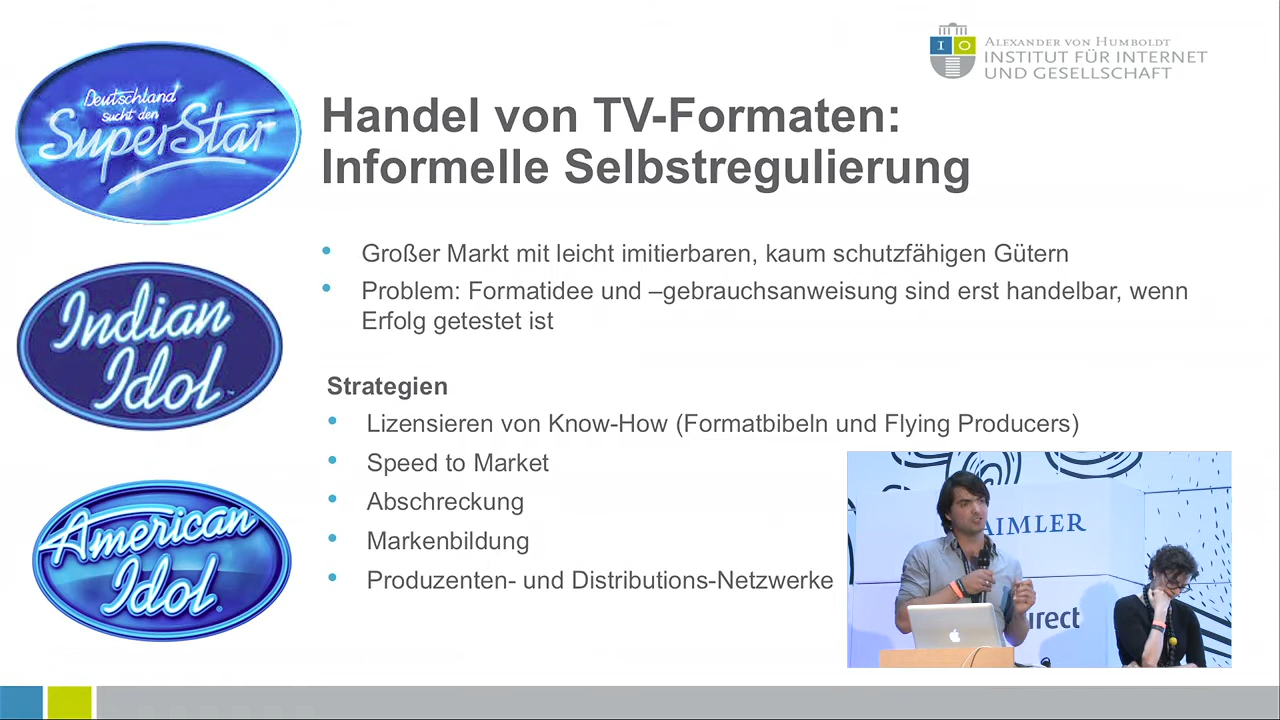 Alexander von Humboldt
INSTITUT FÜR INTERNET
UND GESELLSCHAFT
I O
Deutschland
sucht den
SuperStar
Handel von TV-Formaten:
Informelle Selbstregulierung
Großer Markt mit leicht imitierbaren, kaum schutzfähigen Gütern
Problem: Formatidee und –gebrauchsanweisung sind erst handelbar, wenn
Erfolg getestet ist
Indian
Idol
Strategien
Lizensieren von Know-How (Formatbibeln und Flying Producers)
Speed to Market
Abschreckung
Markenbildung
Produzenten- und Distributions-Netzwerke
American
Idol
AIMLER
irect